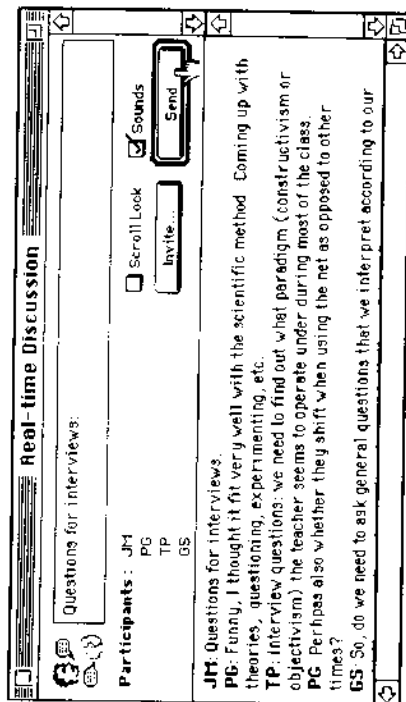 Real-time Discussion
Questions for interviews:
Participants: JM
PG
TP
GS
Scroll Lock
Sounds
Invite...
Send
JM: Questions for interviews.
PG: Funny, I thought it fit very well with the scientific method Coming up with
theories, questioning, experimenting, etc.
TP: Interview questions: we need to find out what paradigm (constructivism or
objectivism) the teacher seems to operate under during most of the class.
PG Perhpas also whether they shift when using the net as opposed to other
times?
GS: So, do we need to ask general questions that we interpret according to our